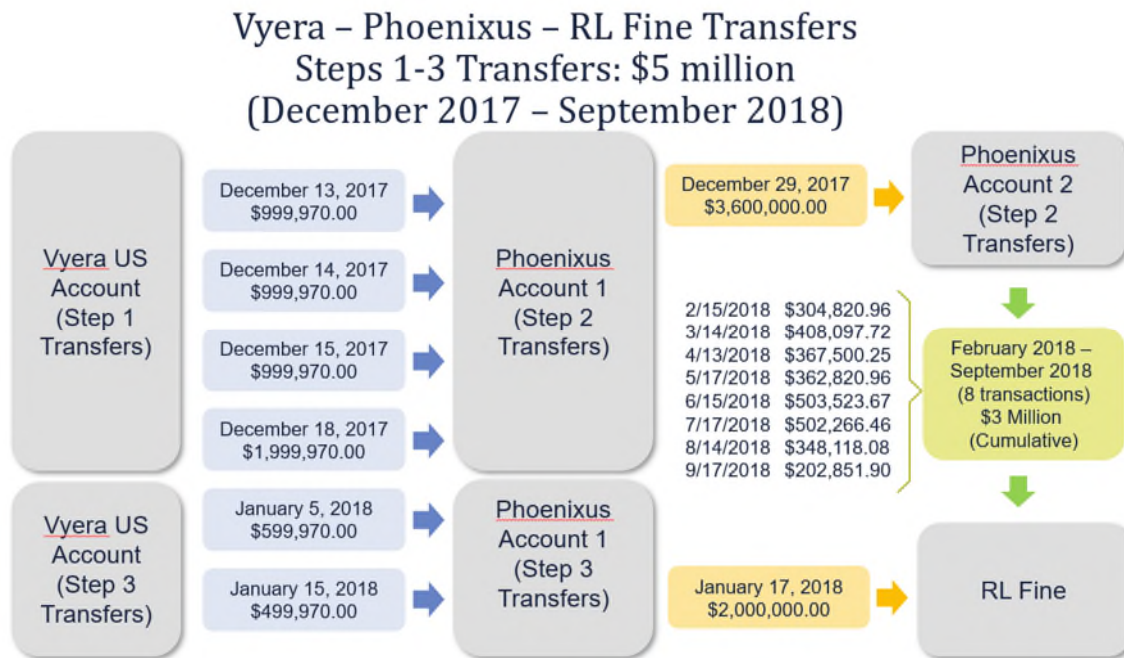 Vyera – Phoenixus – RL Fine Transfers
Steps 1-3 Transfers: $5 million
(December 2017 – September 2018)
Vyera US
Account
(Step 1
Transfers)
December 13, 2017
$999,970.00
December 14, 2017
$999,970.00
December 15, 2017
$999,970.00
December 18, 2017
$1,999,970.00
Phoenixus
Account 1
(Step 2
Transfers)
December 29, 2017
$3,600,000.00
Phoenixus
Account 2
(Step 2
Transfers)
2/15/2018 $304,820.96
3/14/2018 $408,097.72
4/13/2018 $367,500.25
5/17/2018 $362,820.96
6/15/2018 $503,523.67
7/17/2018 $502,266.46
8/14/2018 $348,118.08
9/17/2018 $202,851.90
February 2018 –
September 2018
(8 transactions)
$3 Million
(Cumulative)
Vyera US
Account
(Step 3
Transfers)
January 5, 2018
$599,970.00
January 15, 2018
$499,970.00
Phoenixus
Account 1
(Step 3
Transfers)
January 17, 2018
$2,000,000.00
RL Fine